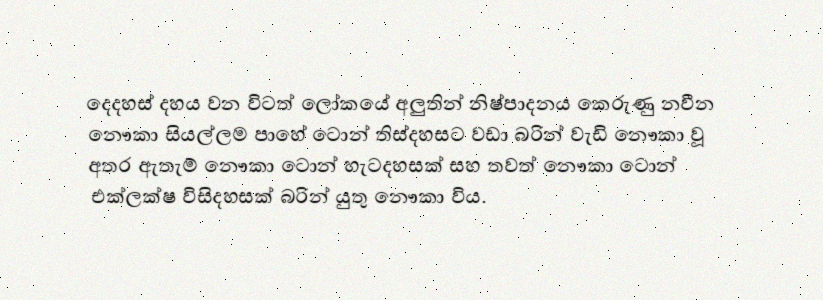 දෙදහස් දහය වන විටත් ලෝකයේ අලුතින් නිෂ්පාදනය කෙරුණු නවීන
නෞකා සියල්ලම පාහේ ටොන් තිස්දහසට වඩා බරින් වැඩි නෞකා වූ
අතර ඇතැම් නෞකා ටොන් හැටදහසක් සහ තවත් නෞකා ටොන්
එක්ලක්ෂ විසිදහසක් බරින් යුතු නෞකා විය.